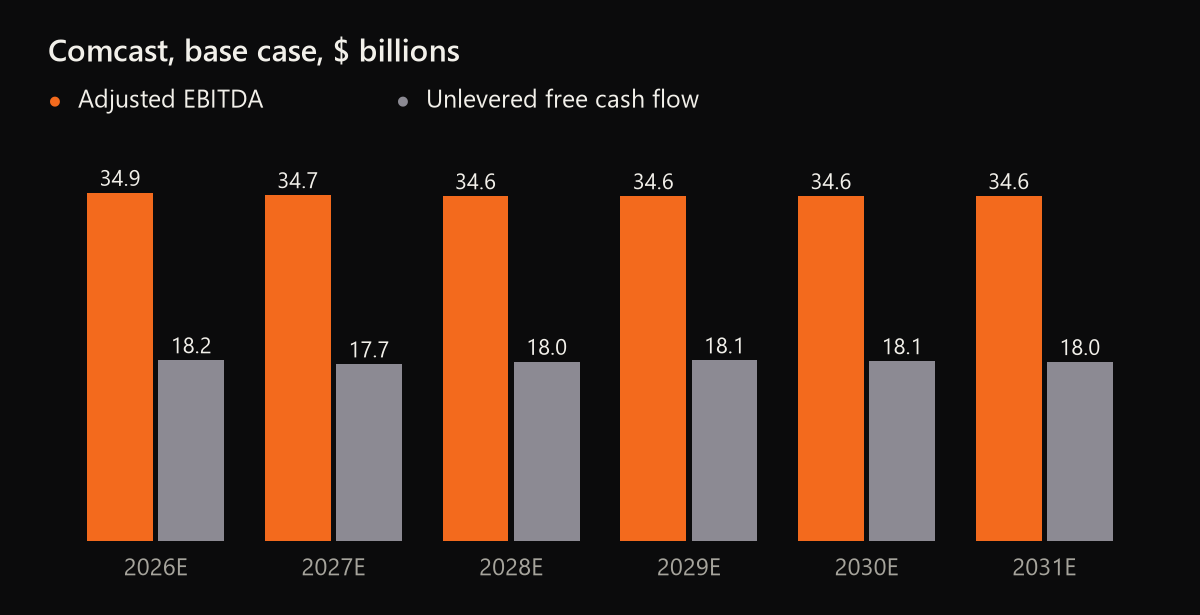 Comcast, base case, $ billions
Adjusted EBITDA Unlevered free cash flow
34.9 34.7 34.6 34.6 34.6 34.6
18.2 17.7 18.0 18.1 18.1 18.0
2026E 2027E 2028E 2029E 2030E 2031E